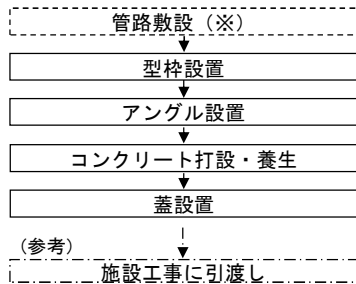 管路敷設（※）
型枠設置
アングル設置
コンクリート打設・養生
蓋設置
（参考）
施設工事に引渡し